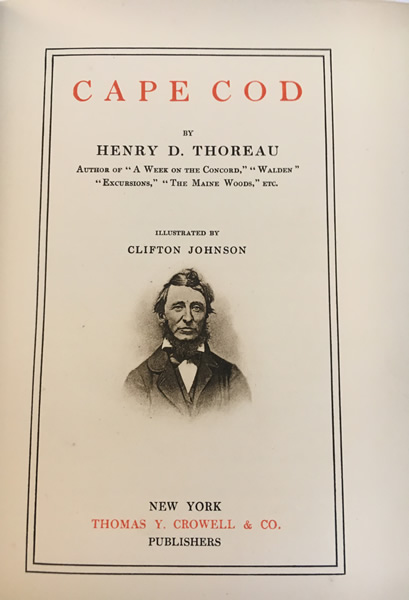 CAPE COD
BY
HENRY D. THOREAU
AUTHOR OF "A WEEK ON THE CONCORD," "WALDEN"
"EXCURSIONS," "THE MAINE WOODS," ETC.
ILLUSTRATED BY
CLIFTON JOHNSON
NEW YORK
THOMAS Y. CROWELL & CO.
PUBLISHERS